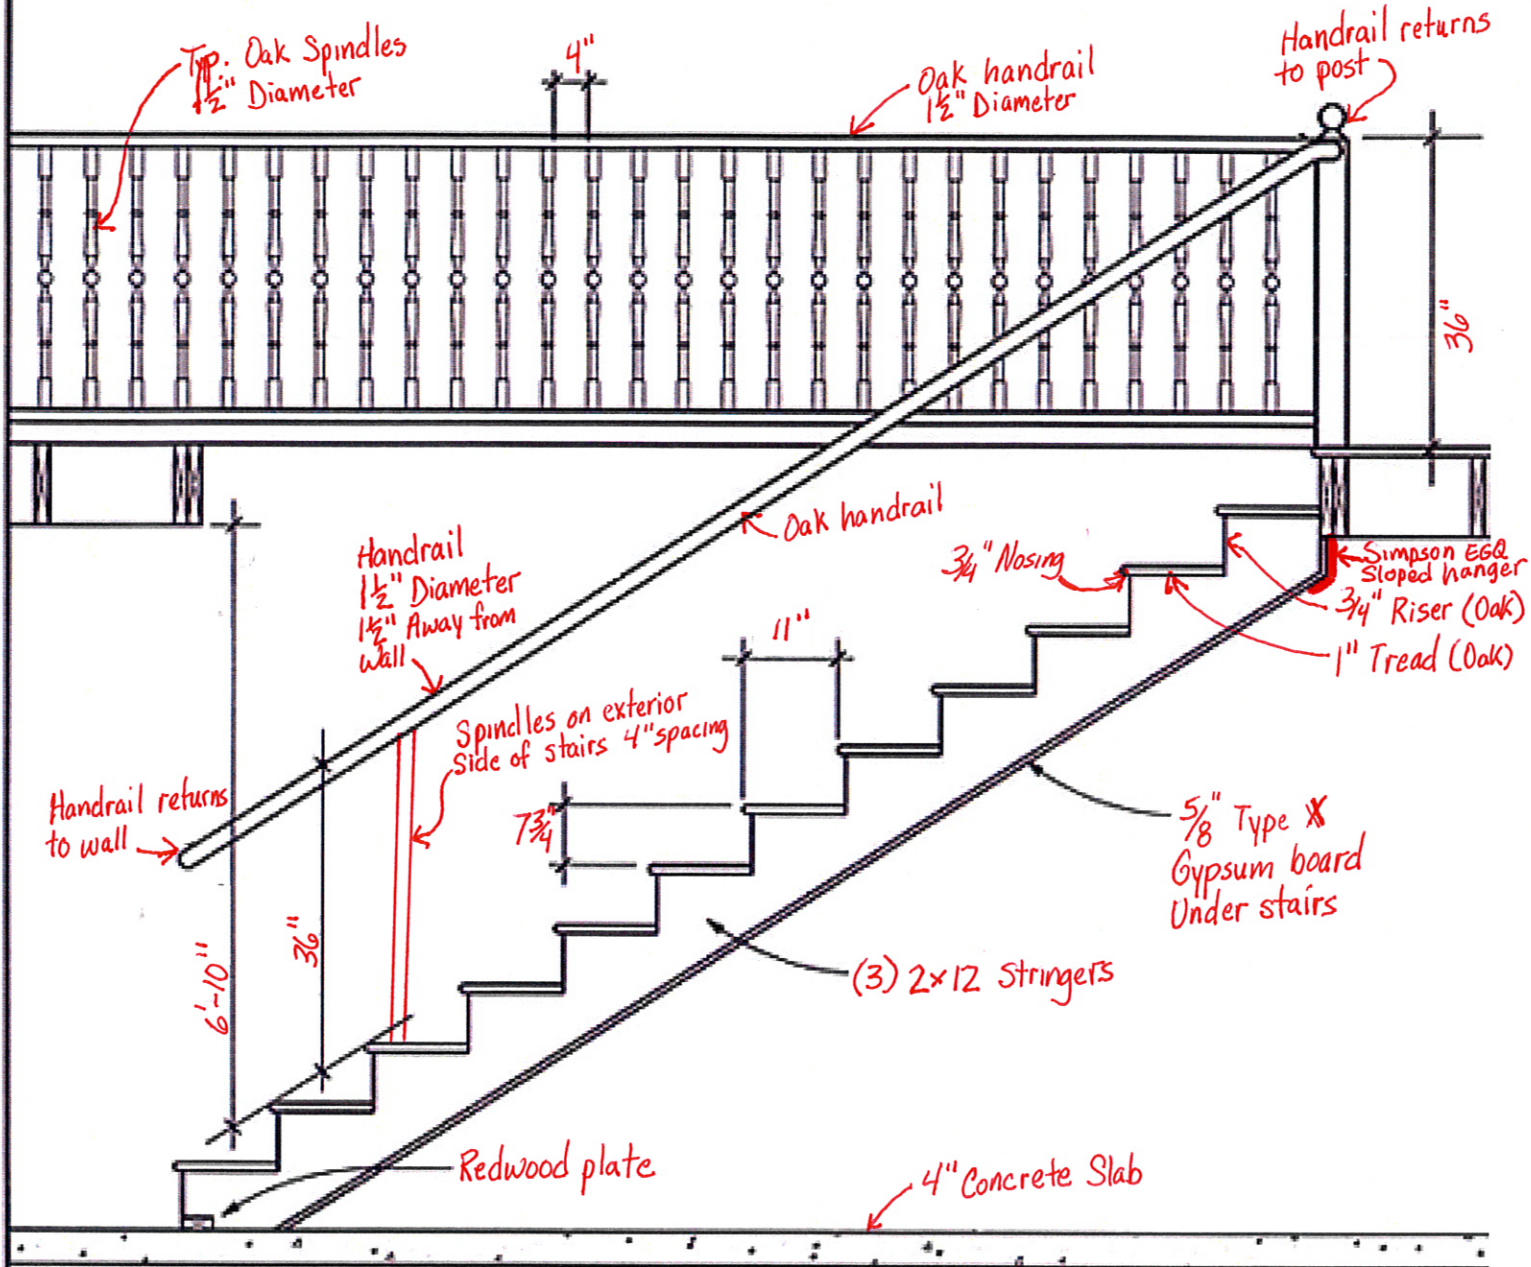 Typ. Oak Spindles
1½" Diameter
4"
Oak handrail
1½" Diameter
Handrail returns
to post
36"
Oak handrail
Handrail
1½" Diameter
1½" Away from
wall
3/4" Nosing
Simpson EGQ
Sloped hanger
3/4" Riser (Oak)
1" Tread (Oak)
11"
Spindles on exterior
Side of stairs 4" spacing
7¾"
Handrail returns
to wall
5/8" Type X
Gypsum board
Under stairs
36"
6'-10"
(3) 2x12 Stringers
Redwood plate
4" Concrete Slab